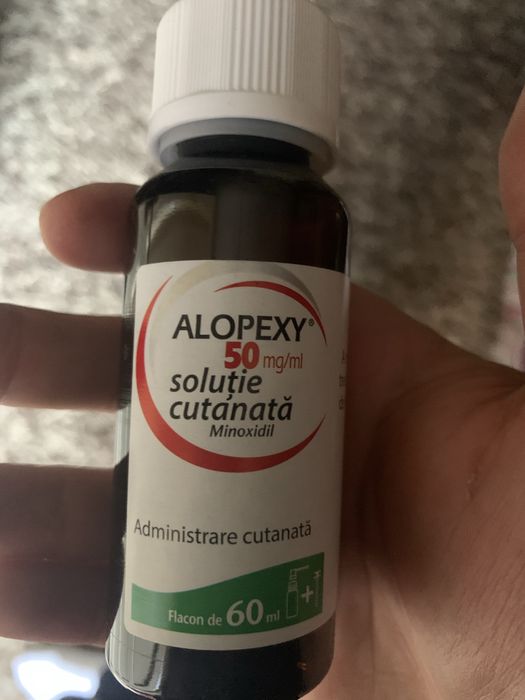 ALOPEXY®
50 mg/ml
soluție
cutanată
Minoxidil
Administrare cutanată
Flacon de 60 ml